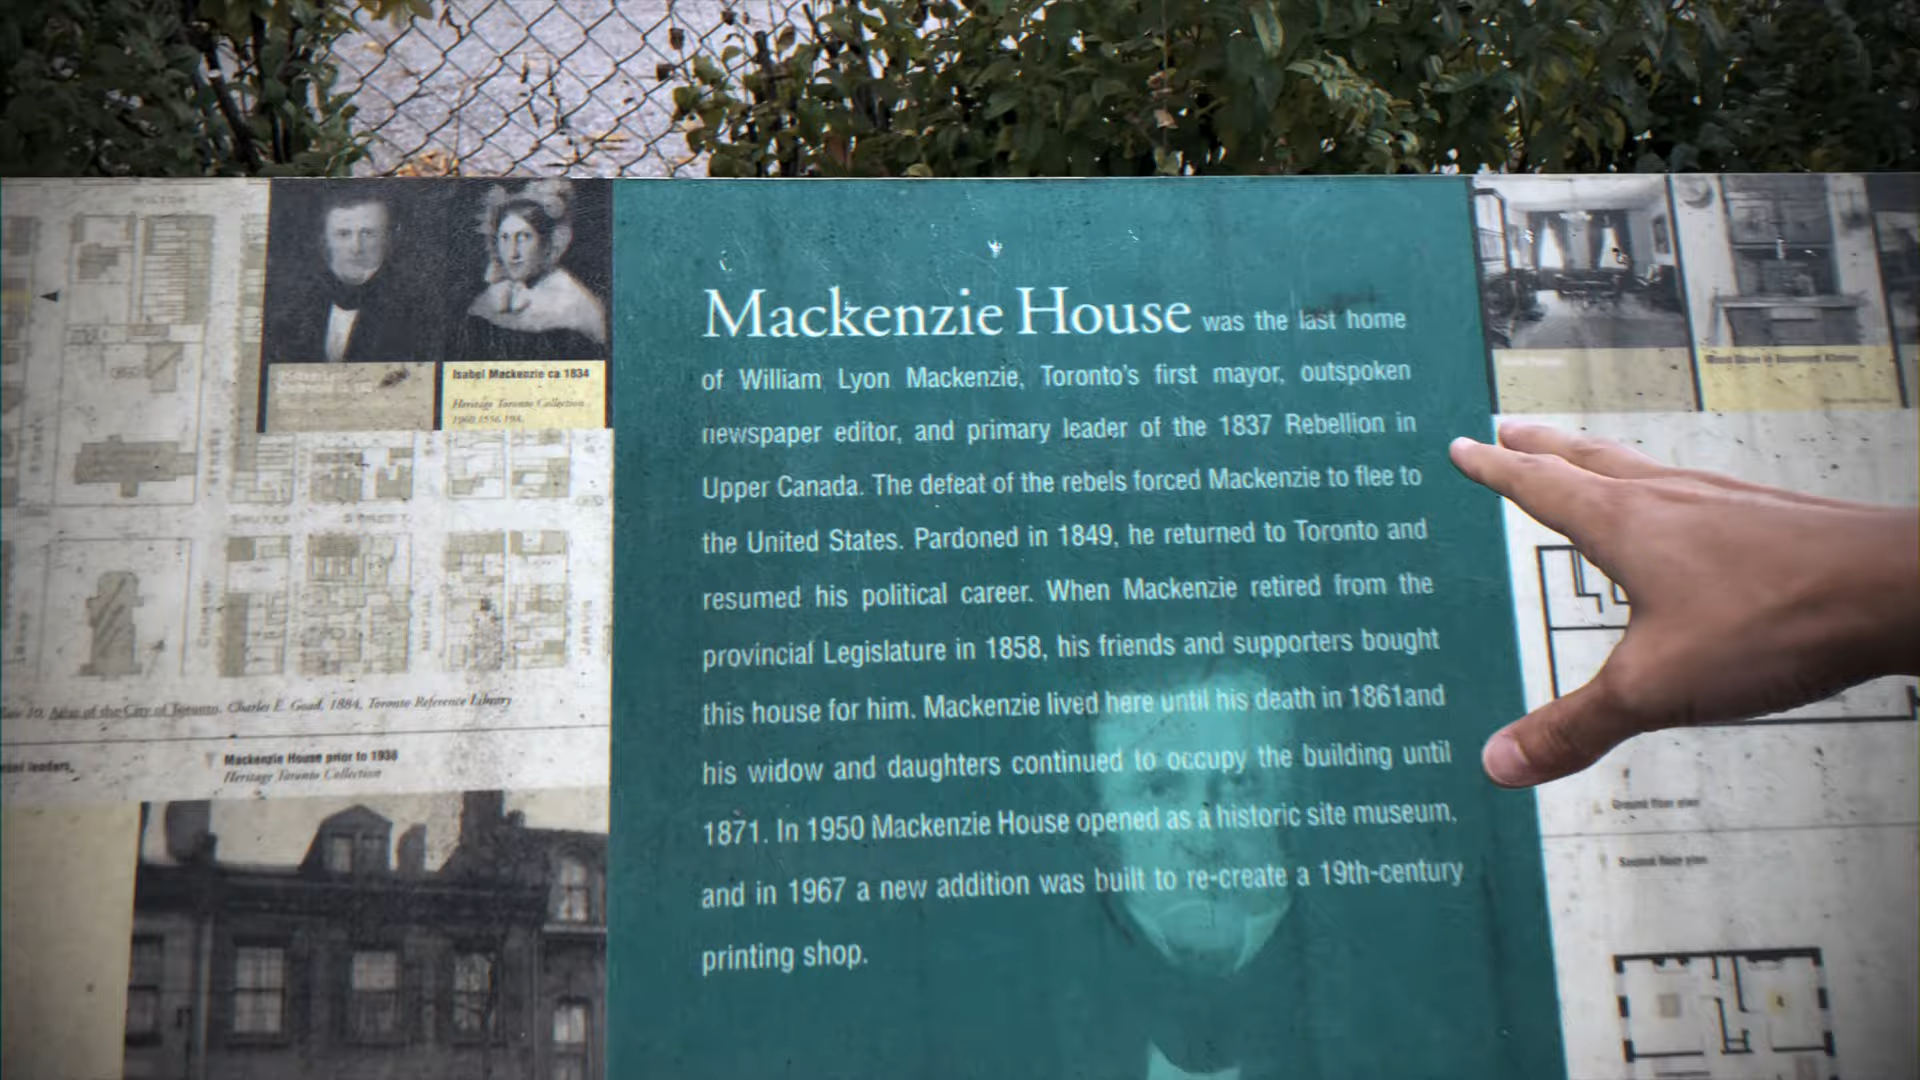 Isabel Mackenzie ca 1834
Heritage Toronto Collection
Mackenzie House was the last home
of William Lyon Mackenzie, Toronto's first mayor, outspoken
newspaper editor, and primary leader of the 1837 Rebellion in
Upper Canada. The defeat of the rebels forced Mackenzie to flee to
the United States. Pardoned in 1849, he returned to Toronto and
resumed his political career. When Mackenzie retired from the
provincial Legislature in 1858, his friends and supporters bought
this house for him. Mackenzie lived here until his death in 1861and
his widow and daughters continued to occupy the building until
1871. In 1950 Mackenzie House opened as a historic site museum,
and in 1967 a new addition was built to re-create a 19th-century
printing shop.
Atlas of the City of Toronto, Charles E. Goad, 1884, Toronto Reference Library
leaders,
Mackenzie House prior to 1936
Heritage Toronto Collection
Ground floor plan
Second floor plan